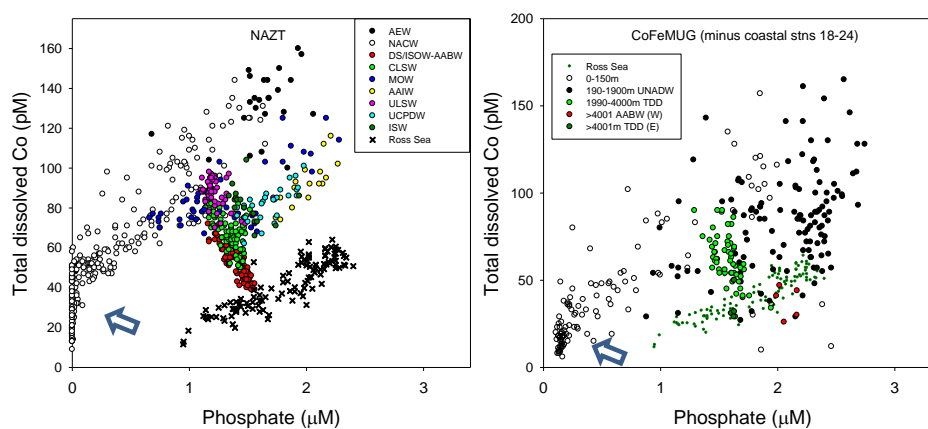 NAZT
Total dissolved Co (pM)
160
140
120
100
80
60
40
20
0
0
1
2
3
Phosphate (μM)
AEW
NACW
DS/ISOW-AABW
CLSW
MOW
AAIW
ULSW
UCPDW
ISW
Ross Sea
CoFeMUG (minus coastal stns 18-24)
Total dissolved Co (pM)
200
150
100
50
0
0
1
2
3
Phosphate (μM)
Ross Sea
0-150m
190-1900m UNADW
1990-4000m TDD
>4001 AABW (W)
>4001m TDD (E)